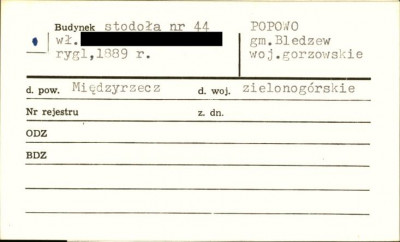 Budynek stodoła nr 44
wł.
rygl,1889 r.
POPOWO
gm.Bledzew
woj.gorzowskie
d. pow. Międzyrzecz d. woj. zielonogórskie
Nr rejestru z. dn.
ODZ
BDZ